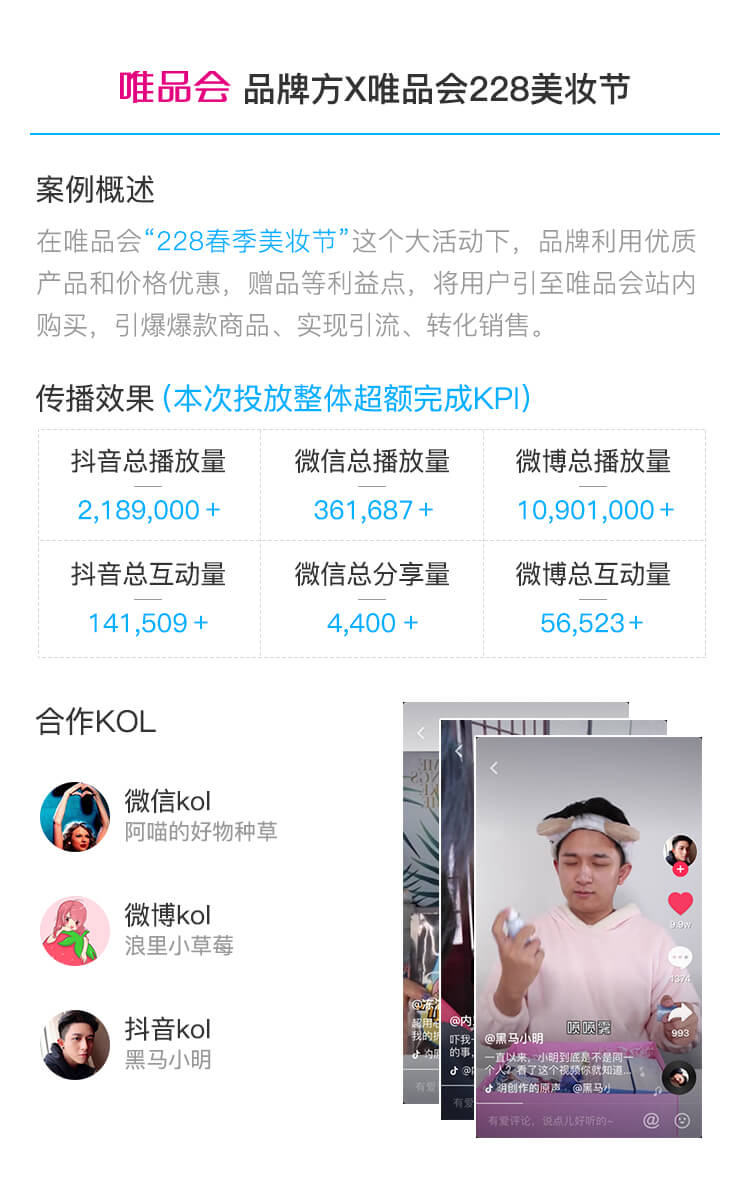 唯品会 品牌方X唯品会228美妆节
案例概述
在唯品会“228春季美妆节”这个大活动下，品牌利用优质
产品和价格优惠，赠品等利益点，将用户引至唯品会站内
购买，引爆爆款商品、实现引流、转化销售。
传播效果（本次投放整体超额完成KPI）
抖音总播放量 微信总播放量 微博总播放量
2,189,000+ 361,687+ 10,901,000+
抖音总互动量 微信总分享量 微博总互动量
141,509+ 4,400+ 56,523+
合作KOL
微信kol
阿喵的好物种草
微博kol
浪里小草莓
抖音kol
黑马小明
9.9w
1374
993
喷喷雾
@黑马小明
一直以来，小明到底是不是同一
个人？看了这个视频你就知道...
明创作的原声 @黑马小
有爱评论，说点儿好听的~
@内
吓我一
的事，
有爱
我的护
有爱